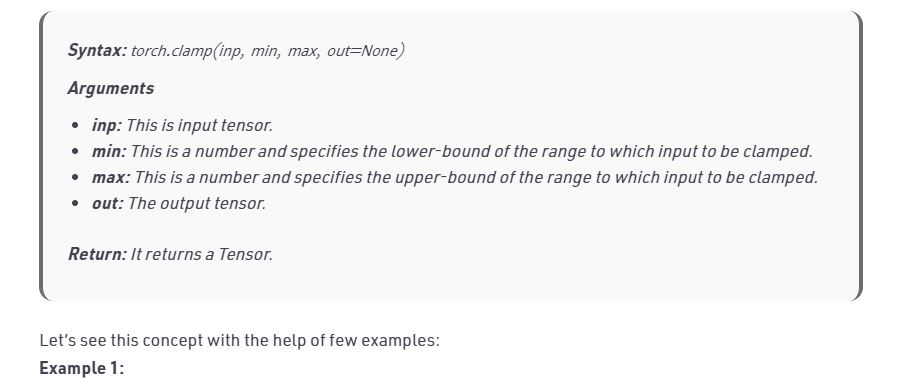 Syntax: torch.clamp(inp, min, max, out=None)
Arguments
inp: This is input tensor.
min: This is a number and specifies the lower-bound of the range to which input to be clamped.
max: This is a number and specifies the upper-bound of the range to which input to be clamped.
out: The output tensor.
Return: It returns a Tensor.
Let’s see this concept with the help of few examples:
Example 1: